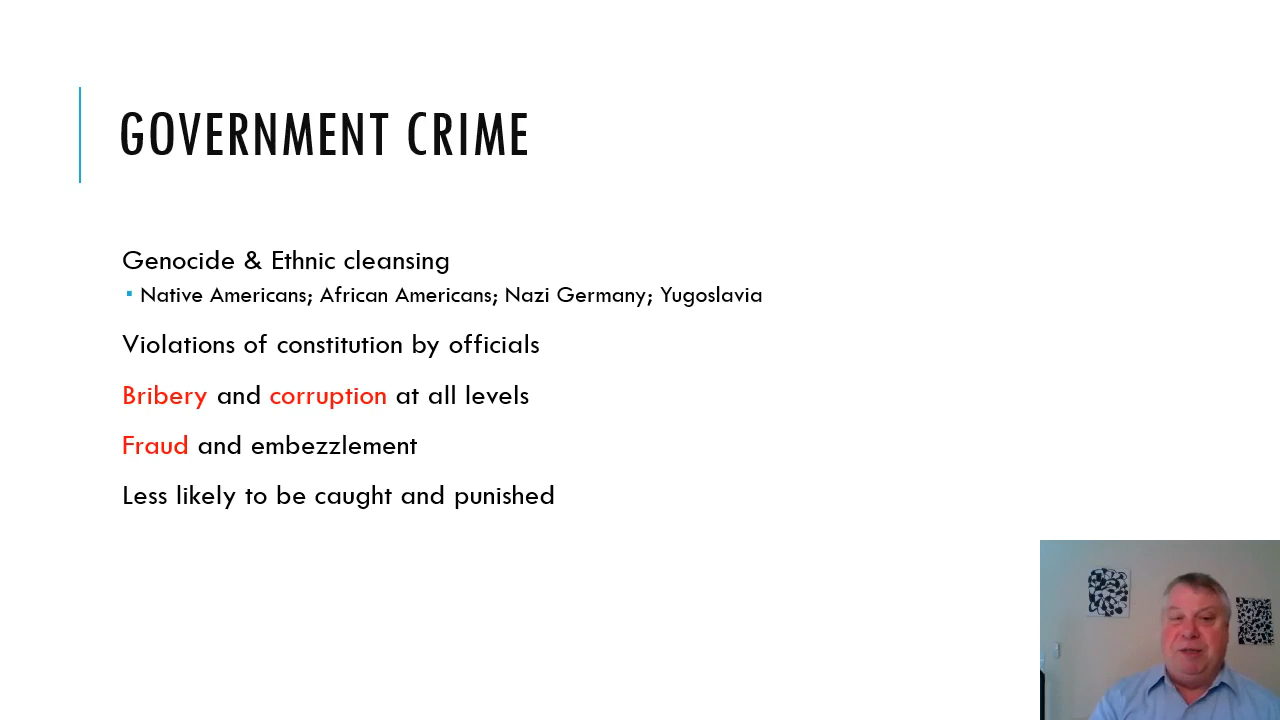 GOVERNMENT CRIME
Genocide & Ethnic cleansing
▪ Native Americans; African Americans; Nazi Germany; Yugoslavia
Violations of constitution by officials
Bribery and corruption at all levels
Fraud and embezzlement
Less likely to be caught and punished